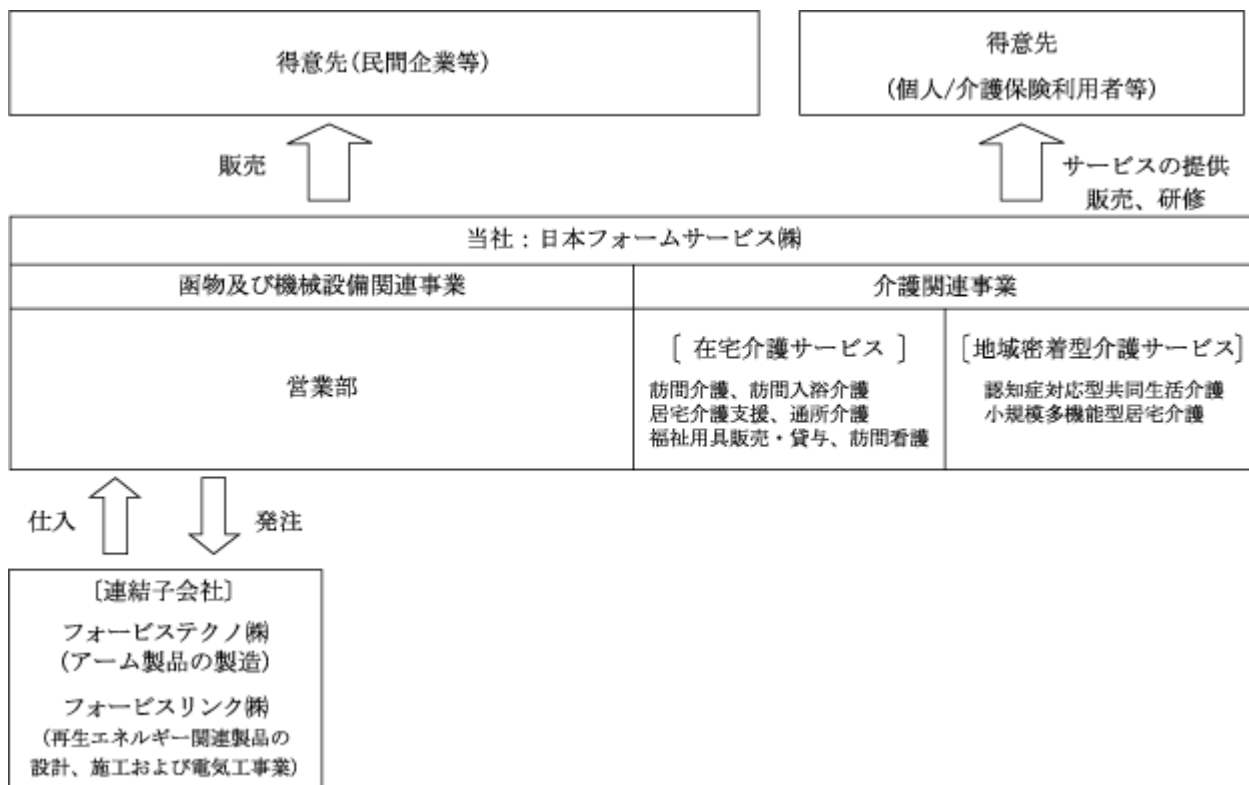 得意先(民間企業等)
得意先
(個人/介護保険利用者等)
販売
サービスの提供
販売、研修
当社：日本フォームサービス㈱
函物及び機械設備関連事業
介護関連事業
営業部
［ 在宅介護サービス ］
訪問介護、訪問入浴介護
居宅介護支援、通所介護
福祉用具販売・貸与、訪問看護
［地域密着型介護サービス］
認知症対応型共同生活介護
小規模多機能型居宅介護
仕入
発注
〔連結子会社〕
フォービステクノ㈱
(アーム製品の製造)
フォービスリンク㈱
(再生エネルギー関連製品の
設計、施工および電気工事業)